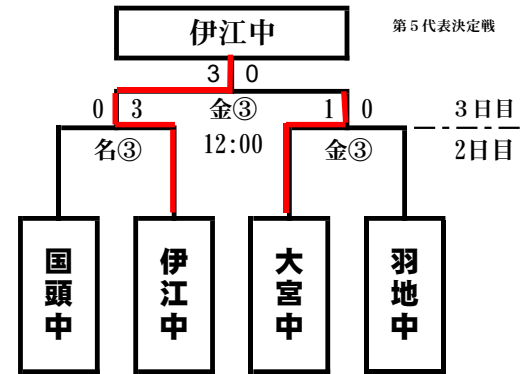 伊江中
第5代表決定戦
3 0
0 3 金③ 1 0 3日目
名③ 12:00 金③ 2日目
国頭中
伊江中
大宮中
羽地中